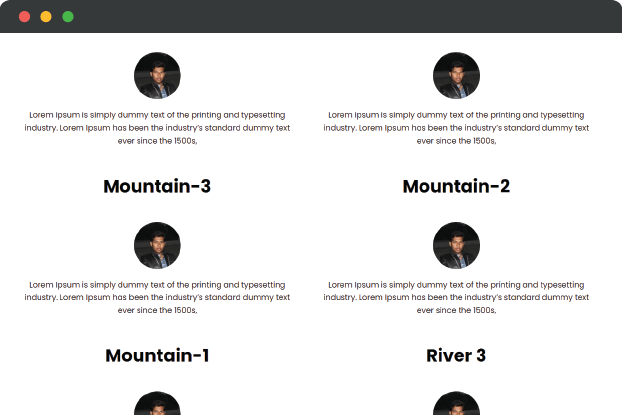 Lorem Ipsum is simply dummy text of the printing and typesetting
industry. Lorem Ipsum has been the industry's standard dummy text
ever since the 1500s,
Lorem Ipsum is simply dummy text of the printing and typesetting
industry. Lorem Ipsum has been the industry's standard dummy text
ever since the 1500s,
Mountain-3
Mountain-2
Lorem Ipsum is simply dummy text of the printing and typesetting
industry. Lorem Ipsum has been the industry's standard dummy text
ever since the 1500s,
Lorem Ipsum is simply dummy text of the printing and typesetting
industry. Lorem Ipsum has been the industry's standard dummy text
ever since the 1500s,
Mountain-1
River 3